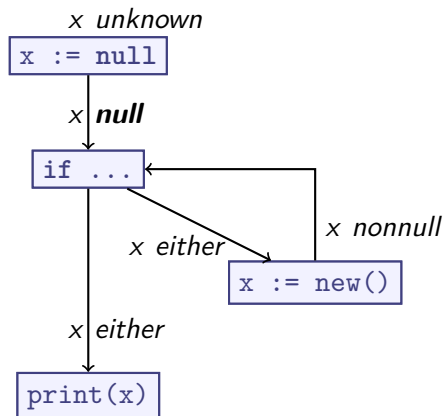 x unknown
x := null
x null
if ...
x nonnull
x either
x := new()
x either
print(x)